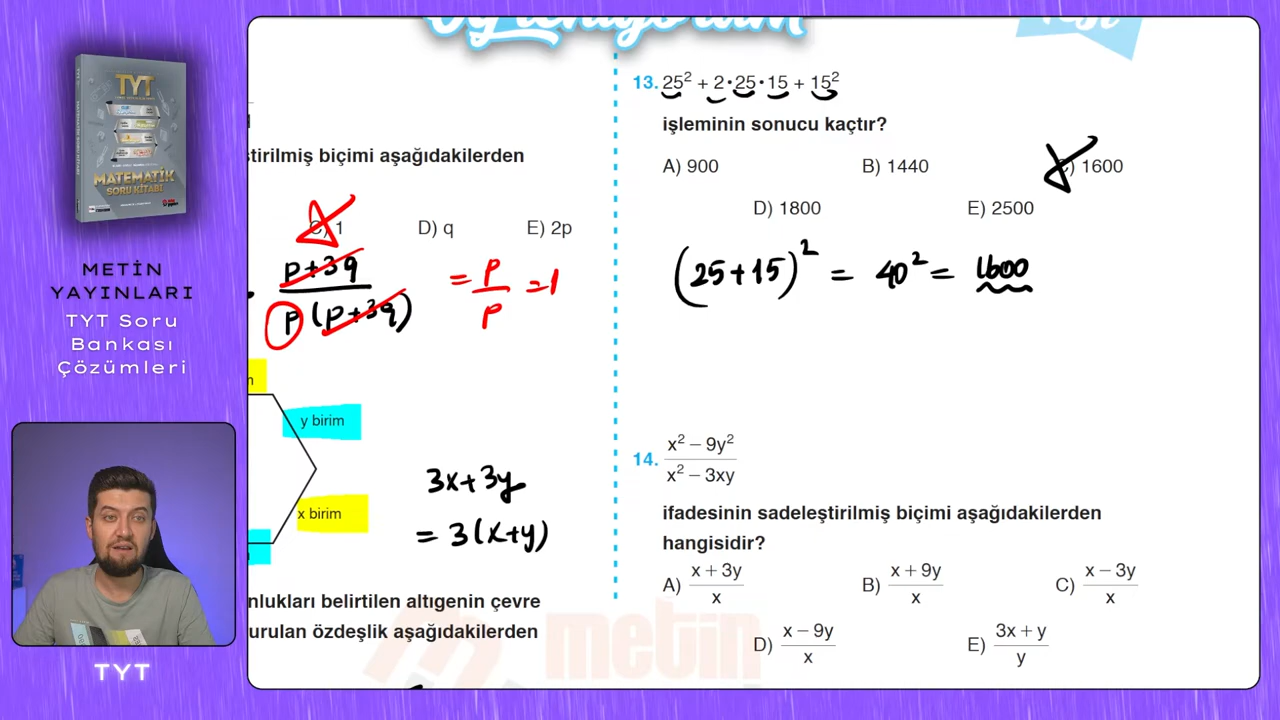 TYT
MATEMATİK
SORU KİTABI
METİN
YAYINLARI
TYT Soru
Bankası
Çözümleri
TYT
Öğreniyorum
Test
tirilmiş biçimi aşağıdakilerden
C) 1
D) q
E) 2p
p+3q
p (p+3q)
= p
p
=1
y birim
x birim
3x+3y
= 3(x+y)
nlukları belirtilen altıgenin çevre
urulan özdeşlik aşağıdakilerden
13. 25² + 2•25•15 + 15²
işleminin sonucu kaçtır?
A) 900
B) 1440
C) 1600
D) 1800
E) 2500
(25+15)² = 40² = 1600
14. x² − 9y²
x² − 3xy
ifadesinin sadeleştirilmiş biçimi aşağıdakilerden
hangisidir?
A) x + 3y
x
B) x + 9y
x
C) x − 3y
x
D) x − 9y
x
E) 3x + y
y
metin